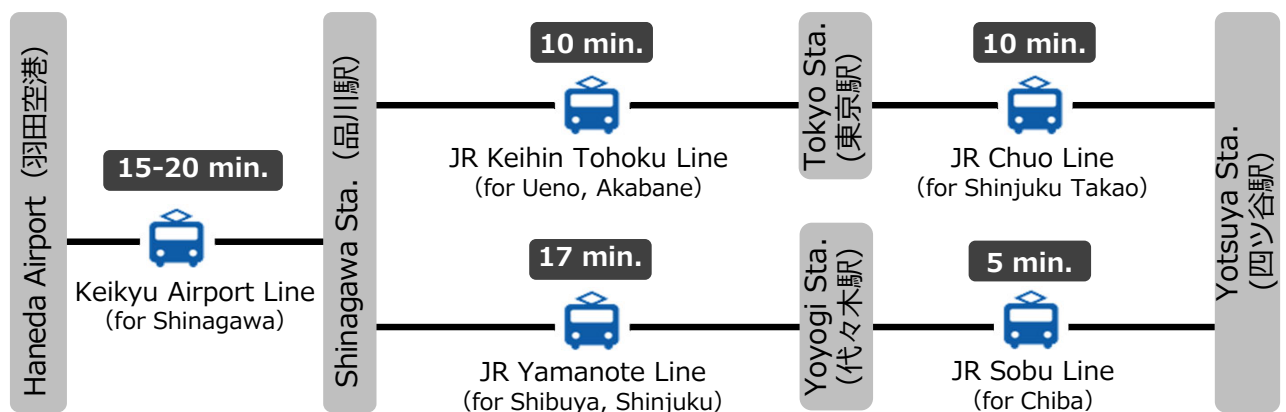 Haneda Airport (羽田空港)
15-20 min.
Keikyu Airport Line
(for Shinagawa)
Shinagawa Sta. (品川駅)
10 min.
JR Keihin Tohoku Line
(for Ueno, Akabane)
Tokyo Sta.
(東京駅)
10 min.
JR Chuo Line
(for Shinjuku Takao)
17 min.
JR Yamanote Line
(for Shibuya, Shinjuku)
Yoyogi Sta.
(代々木駅)
5 min.
JR Sobu Line
(for Chiba)
Yotsuya Sta.
(四ツ谷駅)